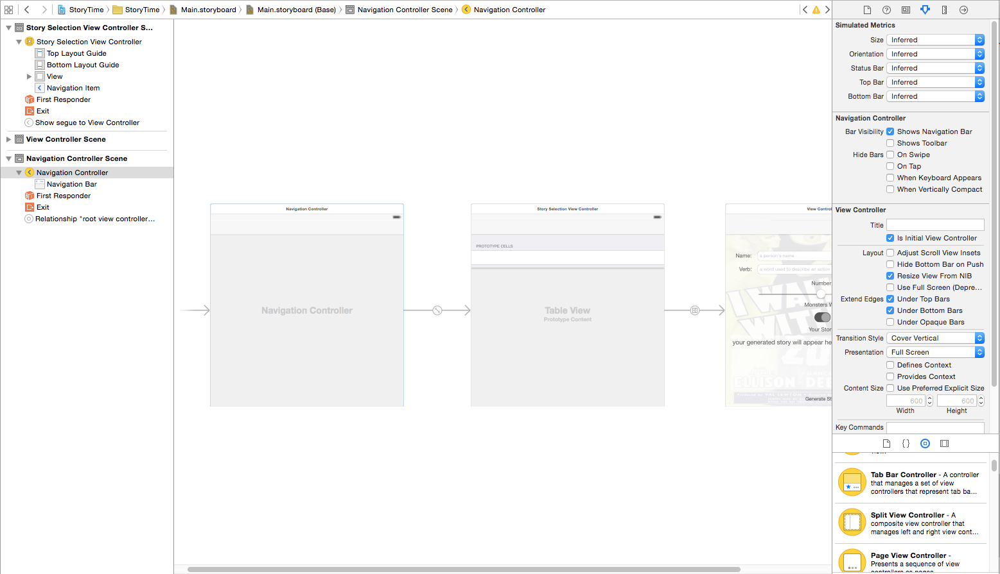 StoryTime
StoryTime
Main.storyboard
Main.storyboard (Base)
Navigation Controller Scene
Navigation Controller
Story Selection View Controller S...
Story Selection View Controller
Top Layout Guide
Bottom Layout Guide
View
Navigation Item
First Responder
Exit
Show segue to View Controller
View Controller Scene
Navigation Controller Scene
Navigation Controller
Navigation Bar
First Responder
Exit
Relationship "root view controller...
Navigation Controller
Navigation Controller
Story Selection View Controller
PROTOTYPE CELLS
Table View
Prototype Content
View Control
Name:
a person's name
Verb:
a word used to describe an action
Number
Monsters
Your Stor
your generated story will appear he
ELLISON
Generate St
Simulated Metrics
Size Inferred
Orientation Inferred
Status Bar Inferred
Top Bar Inferred
Bottom Bar Inferred
Navigation Controller
Bar Visibility Shows Navigation Bar
Shows Toolbar
Hide Bars On Swipe
On Tap
When Keyboard Appears
When Vertically Compact
View Controller
Title
Is Initial View Controller
Layout Adjust Scroll View Insets
Hide Bottom Bar on Push
Resize View From NIB
Use Full Screen (Depre...
Extend Edges Under Top Bars
Under Bottom Bars
Under Opaque Bars
Transition Style Cover Vertical
Presentation Full Screen
Defines Context
Provides Context
Content Size Use Preferred Explicit Size
600 600
Width Height
Key Commands
Tab Bar Controller - A controller
that manages a set of view
controllers that represent tab ba...
Split View Controller - A
composite view controller that
manages left and right view cont...
Page View Controller -
Presents a sequence of view
controllers as pages